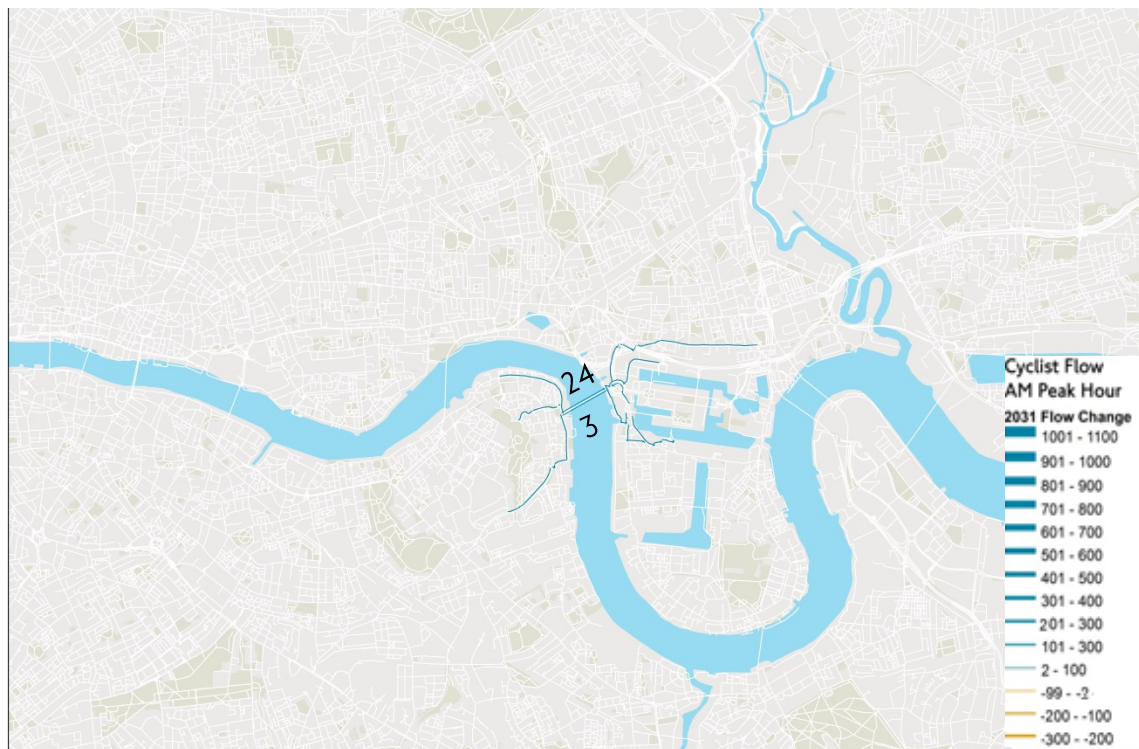 24
3
Cyclist Flow
AM Peak Hour
2031 Flow Change
1001 - 1100
901 - 1000
801 - 900
701 - 800
601 - 700
501 - 600
401 - 500
301 - 400
201 - 300
101 - 300
2 - 100
-99 - -2
-200 - -100
-300 - -200